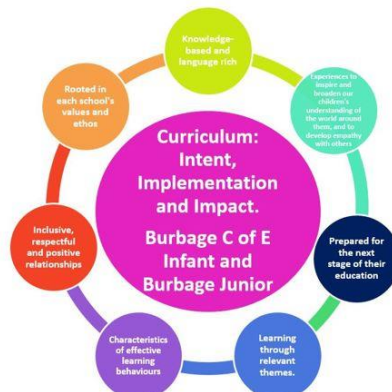 Knowledge-
based and
language rich
Experiences to
inspire and
broaden our
children's
understanding of
the world around
them, and to
develop empathy
with others
Prepared for
the next
stage of their
education
Learning
through
relevant
themes.
Characteristics
of effective
learning
behaviours
Inclusive,
respectful
and positive
relationships
Rooted in
each school's
values and
ethos
Curriculum:
Intent,
Implementation
and Impact.
Burbage C of E
Infant and
Burbage Junior